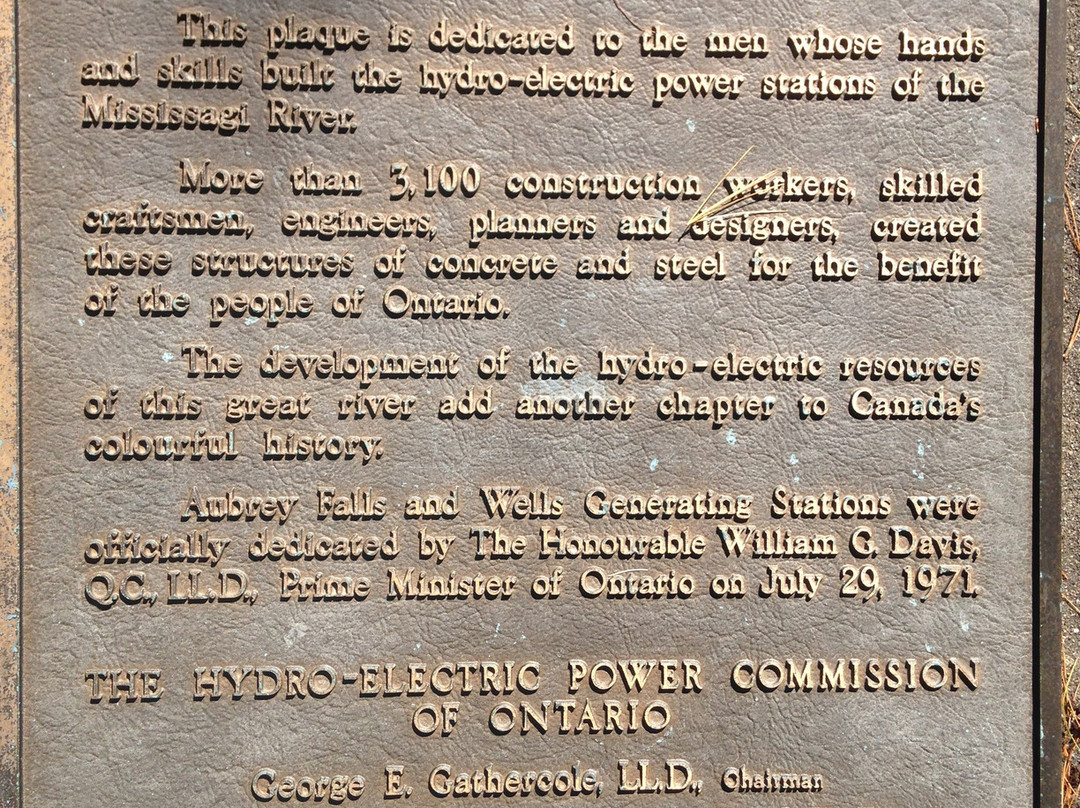 This plaque is dedicated to the men whose hands
and skills built the hydro-electric power stations of the
Mississagi River.
More than 3,100 construction workers, skilled
craftsmen, engineers, planners and designers, created
these structures of concrete and steel for the benefit
of the people of Ontario.
The development of the hydro-electric resources
of this great river add another chapter to Canada's
colourful history.
Aubrey Falls and Wells Generating Stations were
officially dedicated by The Honourable William G. Davis,
Q.C., LL.D., Prime Minister of Ontario on July 29, 1971.
THE HYDRO-ELECTRIC POWER COMMISSION
OF ONTARIO
George E. Gathercole, LL.D., Chairman